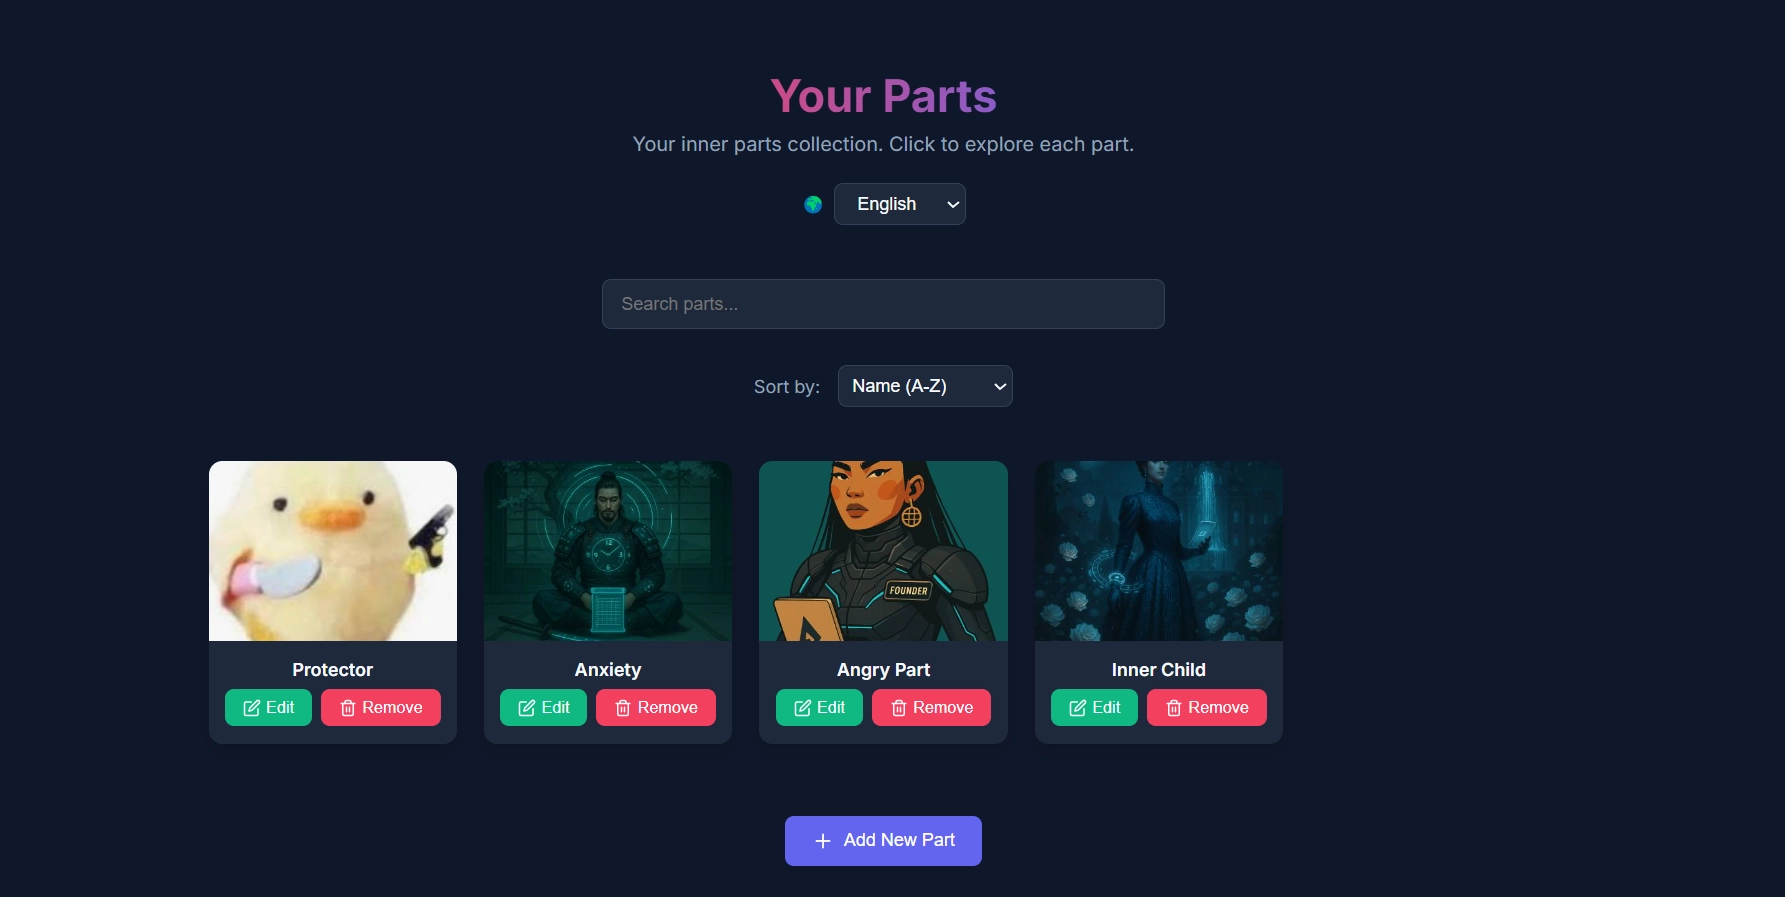 Your Parts
Your inner parts collection. Click to explore each part.
English
Search parts...
Sort by: Name (A-Z)
FOUNDER
Protector
Edit Remove
Anxiety
Edit Remove
Angry Part
Edit Remove
Inner Child
Edit Remove
Add New Part